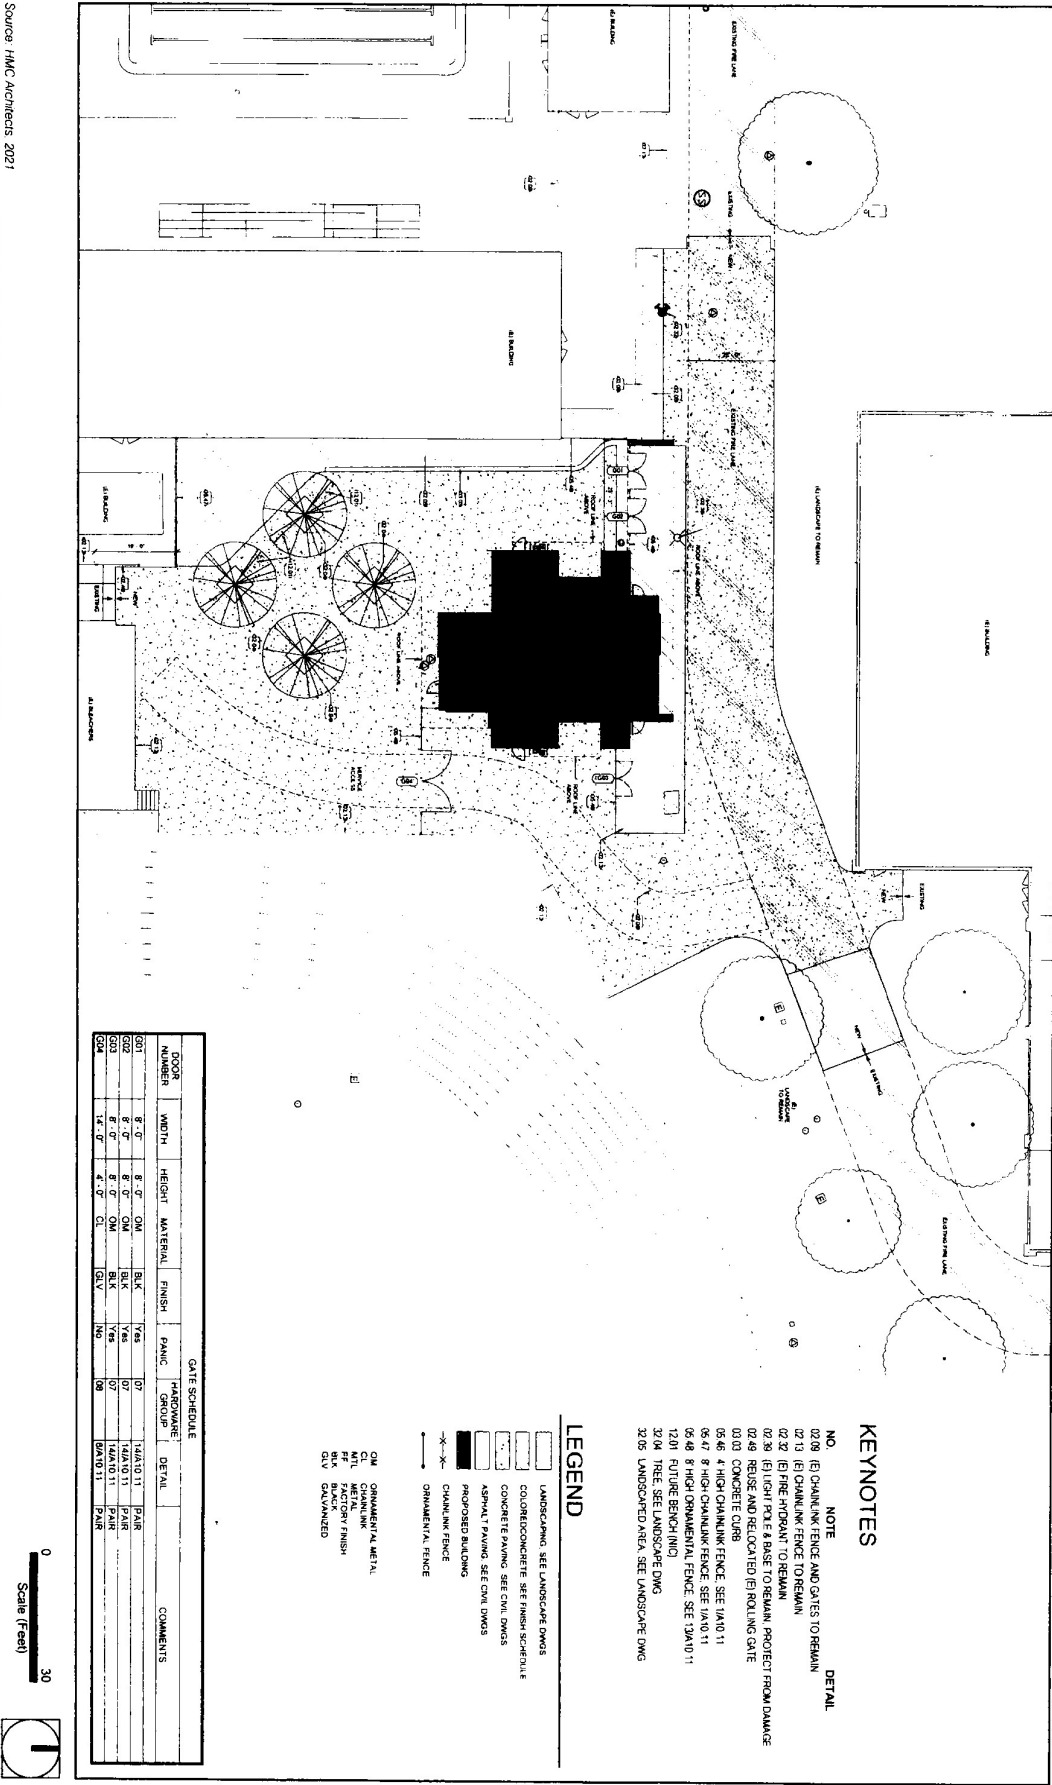 KEYNOTES
NO. NOTE DETAIL
02.09 (E) CHAINLINK FENCE AND GATES TO REMAIN
02.13 (E) CHAINLINK FENCE TO REMAIN
02.32 (E) FIRE HYDRANT TO REMAIN
02.39 (E) LIGHT POLE & BASE TO REMAIN, PROTECT FROM DAMAGE
02.49 REUSE AND RELOCATED (E) ROLLING GATE
03.03 CONCRETE CURB
05.46 4' HIGH CHAINLINK FENCE, SEE 1/A10.11
05.47 8' HIGH CHAINLINK FENCE, SEE 1/A10.11
05.48 8' HIGH ORNAMENTAL FENCE, SEE 13/A10.11
12.01 FUTURE BENCH (NIC)
32.04 TREE, SEE LANDSCAPE DWG
32.05 LANDSCAPED AREA, SEE LANDSCAPE DWG
LEGEND
LANDSCAPING, SEE LANDSCAPE DWGS
COLOREDCONCRETE, SEE FINISH SCHEDULE
CONCRETE PAVING, SEE CIVIL DWGS
ASPHALT PAVING, SEE CIVIL DWGS
PROPOSED BUILDING
CHAINLINK FENCE
ORNAMENTAL FENCE
OM ORNAMENTAL METAL
CL CHAINLINK
MTL METAL
FF FACTORY FINISH
BLK BLACK
GLV GALVANIZED
GATE SCHEDULE
DOOR NUMBER WIDTH HEIGHT MATERIAL FINISH PANIC HARDWARE GROUP DETAIL COMMENTS
G01 8' - 0" 8' - 0" OM BLK Yes 07 14/A10.11 PAIR
G02 8' - 0" 8' - 0" OM BLK Yes 07 14/A10.11 PAIR
G03 8' - 0" 8' - 0" OM BLK Yes 07 14/A10.11 PAIR
G04 14' - 0" 4' - 0" CL GLV No 08 8/A10.11 PAIR
EXISTING FIRE LANE
(E) BUILDING
EXISTING
NEW
(E) BUILDING
EXISTING FIRE LANE
(E) LANDSCAPE TO REMAIN
(E) BUILDING
(E) BUILDING
ROOF LINE ABOVE
G01
G02
ROOF LINE ABOVE
EXISTING
NEW
(E) BLEACHERS
ROOF LINE ABOVE
G04
SERVICE ACCESS
G03
ROOF LINE ABOVE
EXISTING
NEW
NEW
EXISTING
(E) LANDSCAPE TO REMAIN
EXISTING FIRE LANE
Source: HMC Architects, 2021
0 30
Scale (Feet)